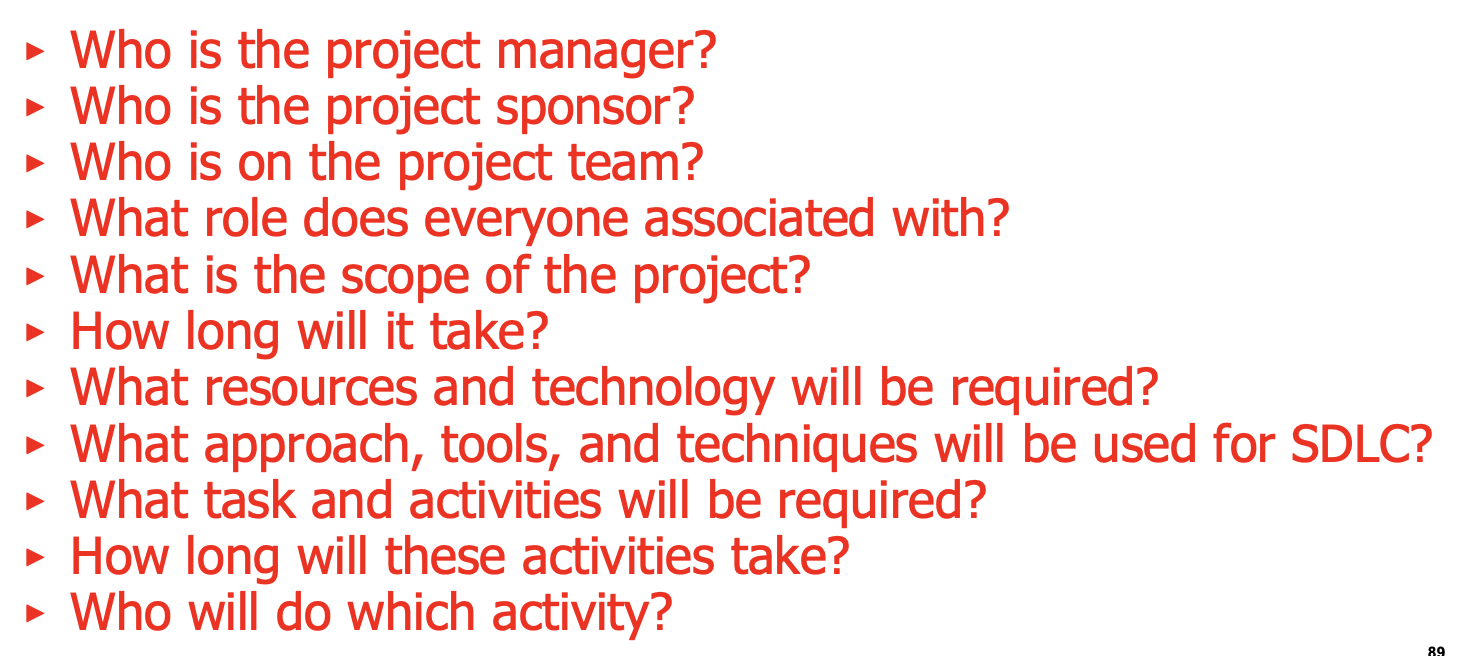 ▸ Who is the project manager?
▸ Who is the project sponsor?
▸ Who is on the project team?
▸ What role does everyone associated with?
▸ What is the scope of the project?
▸ How long will it take?
▸ What resources and technology will be required?
▸ What approach, tools, and techniques will be used for SDLC?
▸ What task and activities will be required?
▸ How long will these activities take?
▸ Who will do which activity?
89